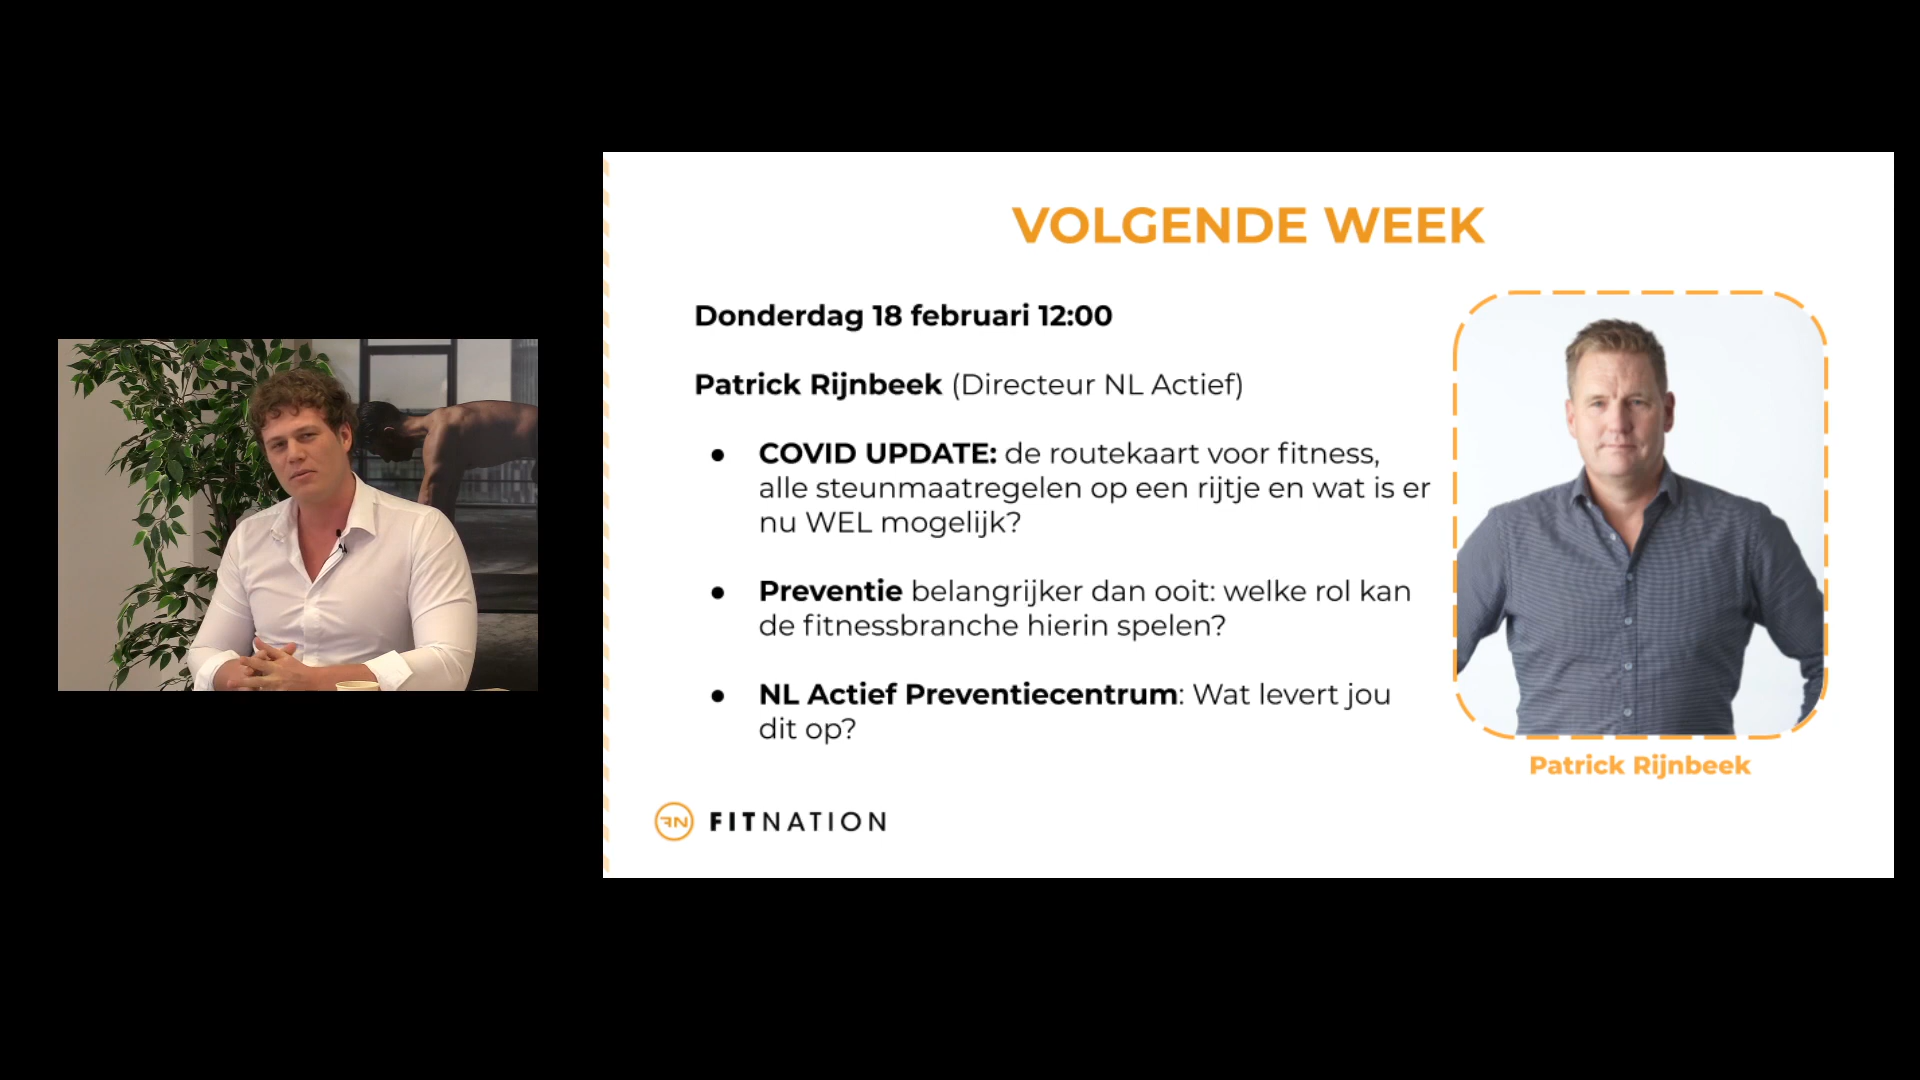 VOLGENDE WEEK
Donderdag 18 februari 12:00
Patrick Rijnbeek (Directeur NL Actief)
● COVID UPDATE: de routekaart voor fitness,
alle steunmaatregelen op een rijtje en wat is er
nu WEL mogelijk?
● Preventie belangrijker dan ooit: welke rol kan
de fitnessbranche hierin spelen?
● NL Actief Preventiecentrum: Wat levert jou
dit op?
Patrick Rijnbeek
FN FITNATION